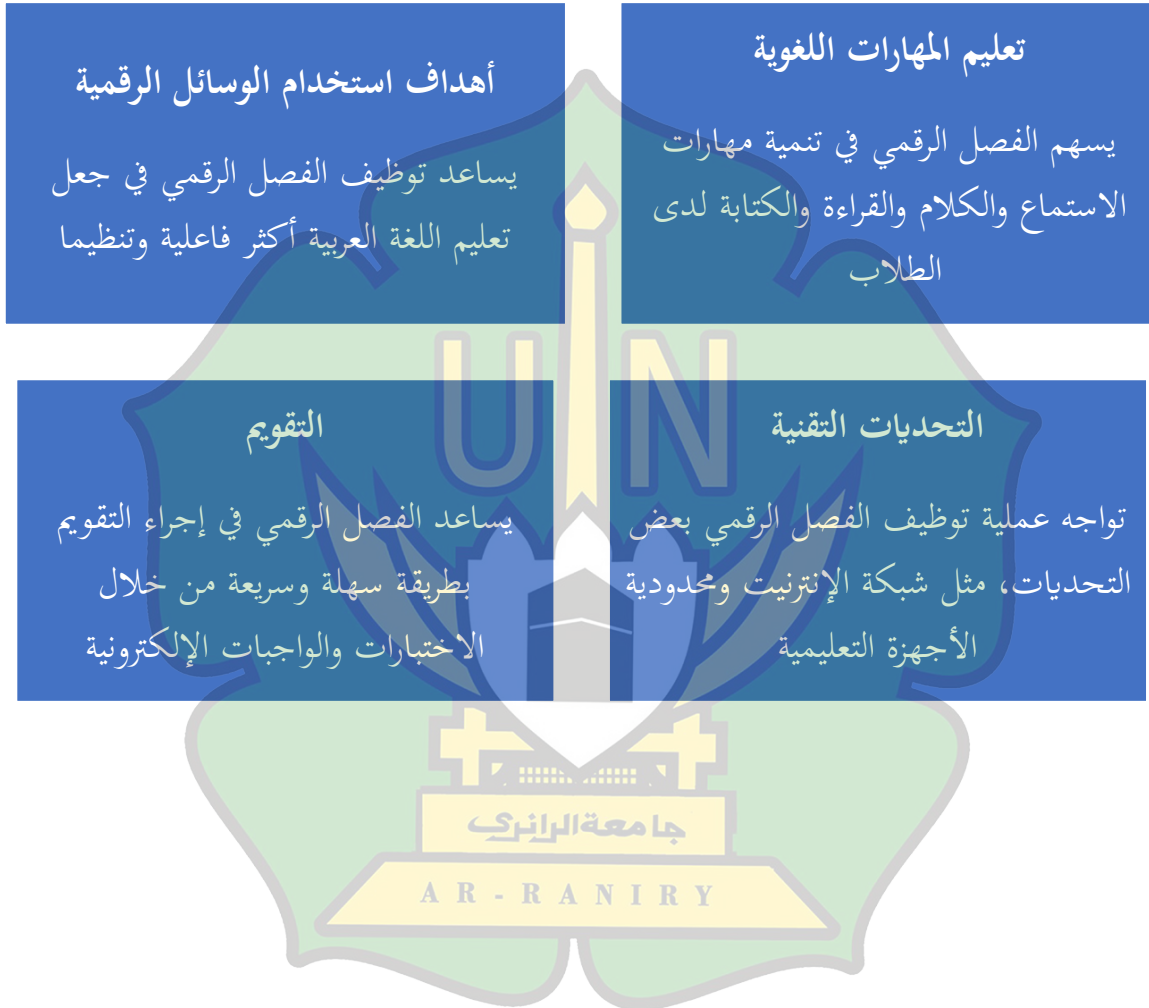 تعليم المهارات اللغوية
يسهم الفصل الرقمي في تنمية مهارات
الاستماع والكلام والقراءة والكتابة لدى
الطلاب
أهداف استخدام الوسائل الرقمية
يساعد توظيف الفصل الرقمي في جعل
تعليم اللغة العربية أكثر فاعلية وتنظيما
التحديات التقنية
تواجه عملية توظيف الفصل الرقمي بعض
التحديات، مثل شبكة الإنترنيت ومحدودية
الأجهزة التعليمية
التقويم
يساعد الفصل الرقمي في إجراء التقويم
بطريقة سهلة وسريعة من خلال
الاختبارات والواجبات الإلكترونية
U N
جامعة الرانري
AR-RANIRY